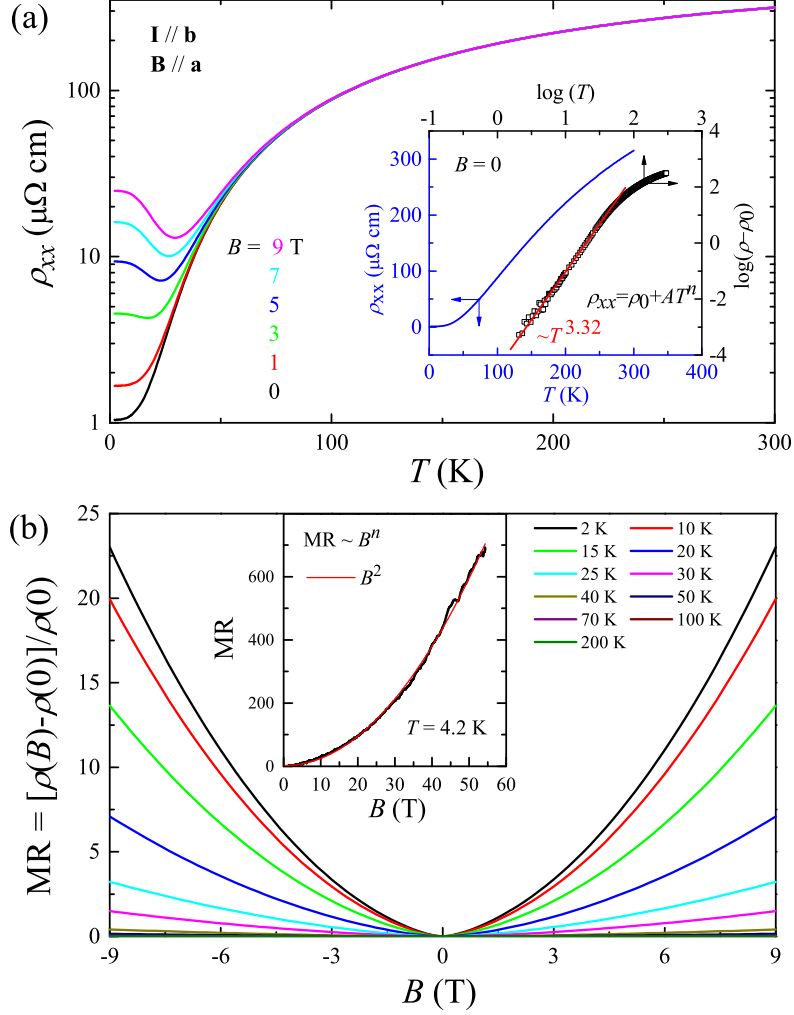 (a)
I // b
B // a
ρxx (μΩ cm)
100
10
1
0
100
200
300
T (K)
B = 9 T
7
5
3
1
0
log (T)
-1
0
1
2
3
B = 0
ρxx (μΩ cm)
300
200
100
0
4
2
0
-2
-4
log(ρ-ρ0)
ρxx=ρ0+ATⁿ
~T^3.32
0
100
200
300
400
T (K)
(b)
MR = [ρ(B)-ρ(0)]/ρ(0)
25
20
15
10
5
0
-9
-6
-3
0
3
6
9
B (T)
MR ~ Bⁿ
B²
MR
600
400
200
0
T = 4.2 K
0
10
20
30
40
50
60
B (T)
2 K
10 K
15 K
20 K
25 K
30 K
40 K
50 K
70 K
100 K
200 K